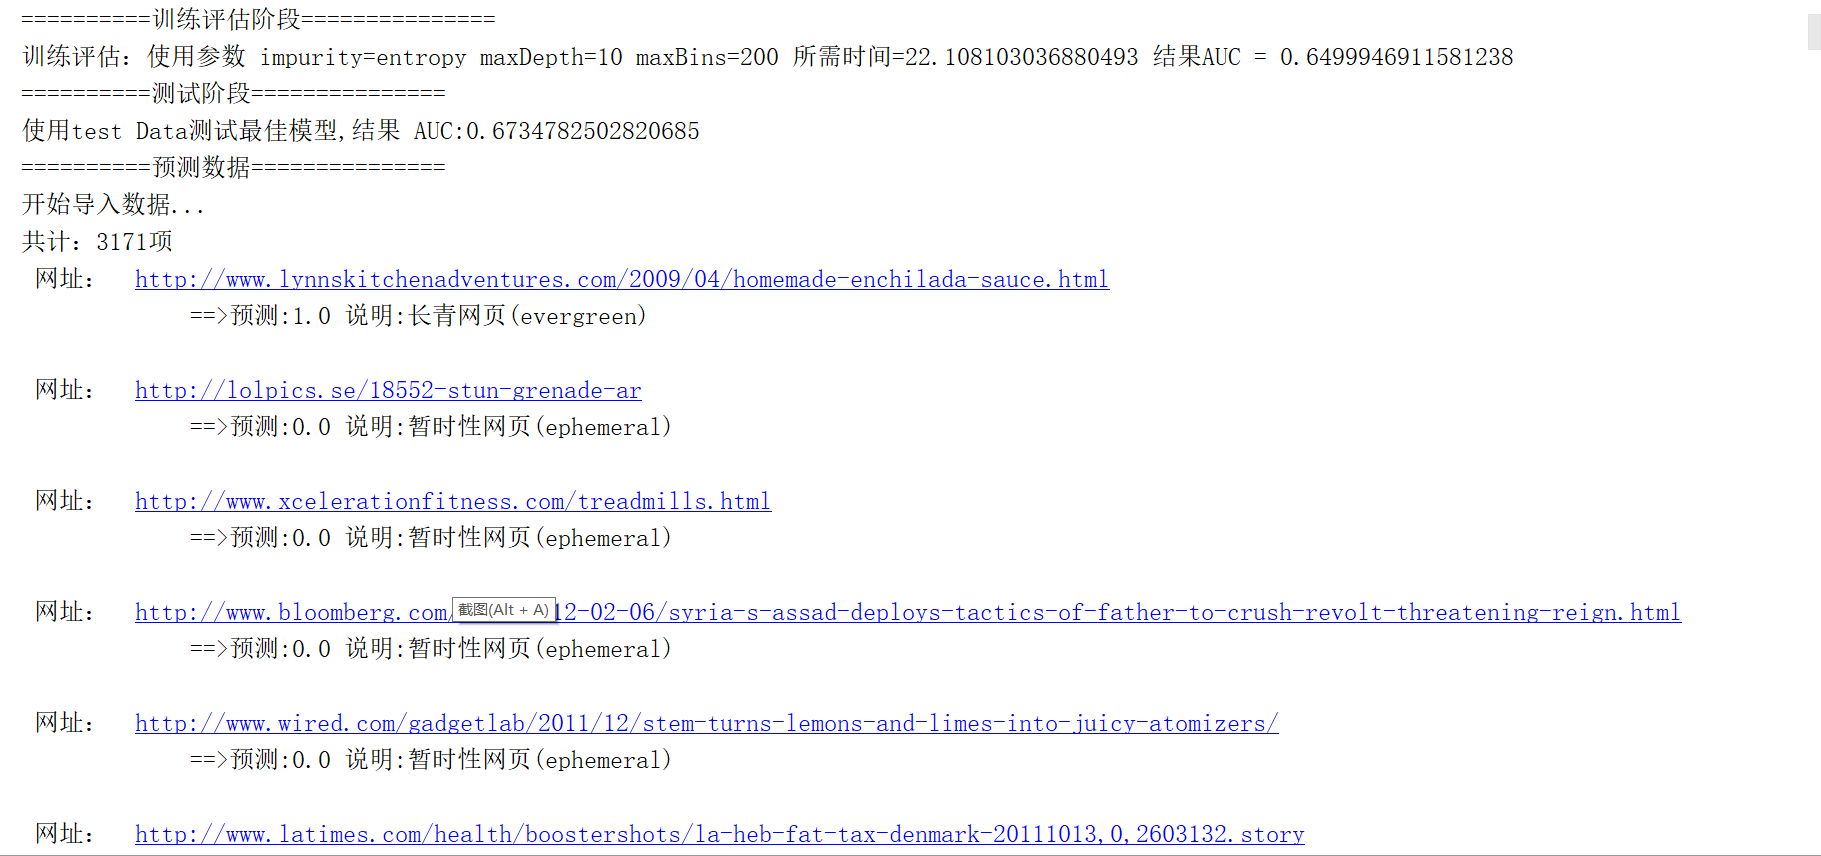 ==========训练评估阶段===============
训练评估：使用参数 impurity=entropy maxDepth=10 maxBins=200 所需时间=22.108103036880493 结果AUC = 0.6499946911581238
==========测试阶段===============
使用test Data测试最佳模型,结果 AUC:0.6734782502820685
==========预测数据===============
开始导入数据...
共计：3171项
网址： http://www.lynnskitchenadventures.com/2009/04/homemade-enchilada-sauce.html
==>预测:1.0 说明:长青网页(evergreen)
网址： http://lolpics.se/18552-stun-grenade-ar
==>预测:0.0 说明:暂时性网页(ephemeral)
网址： http://www.xcelerationfitness.com/treadmills.html
==>预测:0.0 说明:暂时性网页(ephemeral)
网址： http://www.bloomberg.com/ 截图(Alt + A) 12-02-06/syria-s-assad-deploys-tactics-of-father-to-crush-revolt-threatening-reign.html
==>预测:0.0 说明:暂时性网页(ephemeral)
网址： http://www.wired.com/gadgetlab/2011/12/stem-turns-lemons-and-limes-into-juicy-atomizers/
==>预测:0.0 说明:暂时性网页(ephemeral)
网址： http://www.latimes.com/health/boostershots/la-heb-fat-tax-denmark-20111013,0,2603132.story